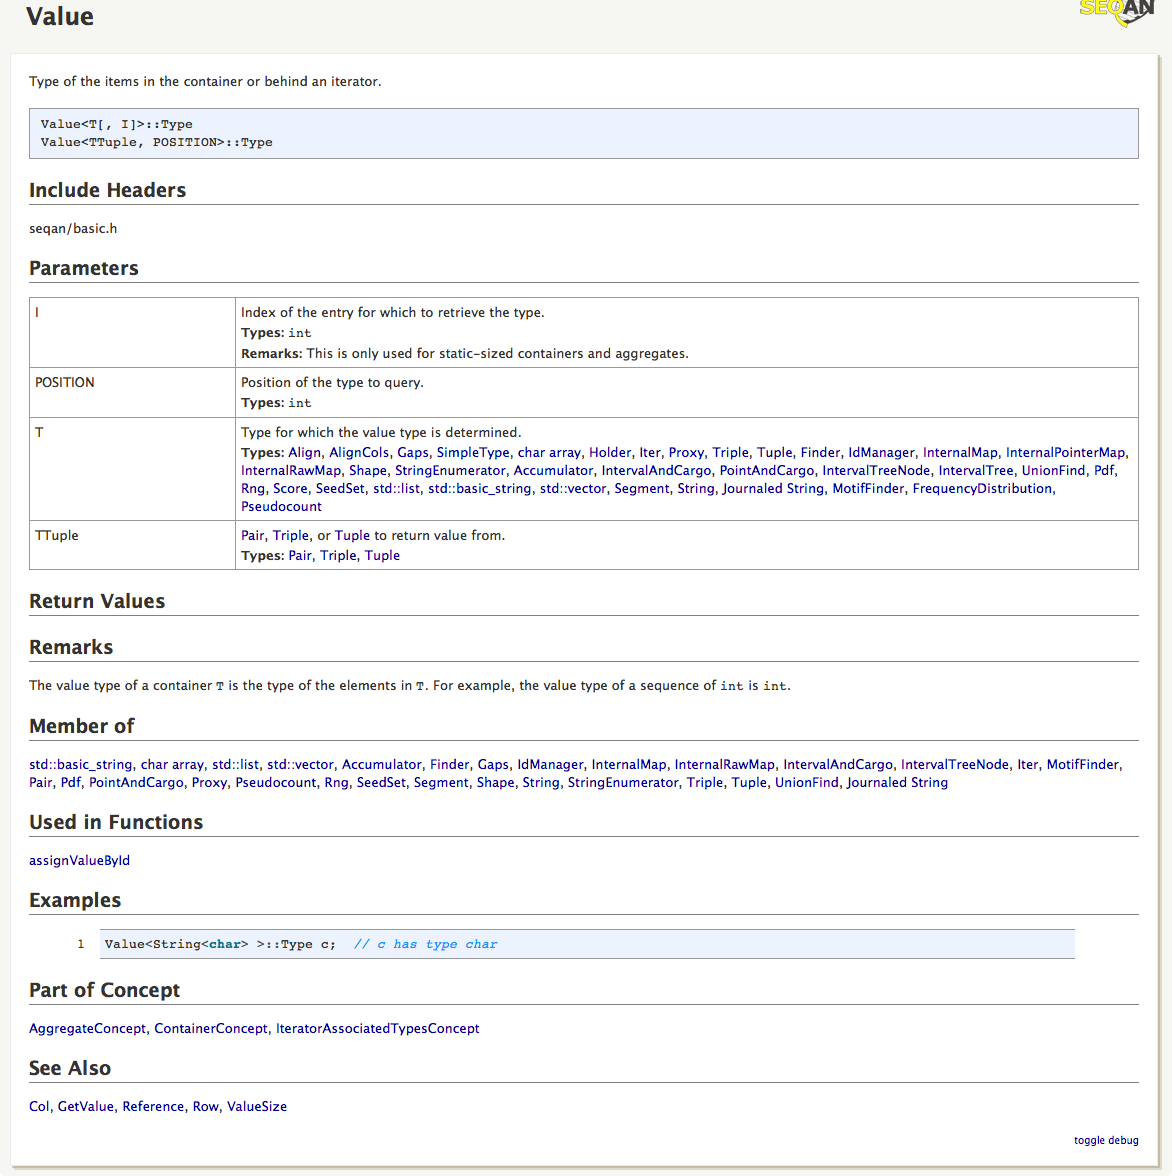 Value
SEQAN
Type of the items in the container or behind an iterator.
Value<T[, I]>::Type
Value<TTuple, POSITION>::Type
Include Headers
seqan/basic.h
Parameters
I
Index of the entry for which to retrieve the type.
Types: int
Remarks: This is only used for static-sized containers and aggregates.
POSITION
Position of the type to query.
Types: int
T
Type for which the value type is determined.
Types: Align, AlignCols, Gaps, SimpleType, char array, Holder, Iter, Proxy, Triple, Tuple, Finder, IdManager, InternalMap, InternalPointerMap,
InternalRawMap, Shape, StringEnumerator, Accumulator, IntervalAndCargo, PointAndCargo, IntervalTreeNode, IntervalTree, UnionFind, Pdf,
Rng, Score, SeedSet, std::list, std::basic_string, std::vector, Segment, String, Journaled String, MotifFinder, FrequencyDistribution,
Pseudocount
TTuple
Pair, Triple, or Tuple to return value from.
Types: Pair, Triple, Tuple
Return Values
Remarks
The value type of a container T is the type of the elements in T. For example, the value type of a sequence of int is int.
Member of
std::basic_string, char array, std::list, std::vector, Accumulator, Finder, Gaps, IdManager, InternalMap, InternalRawMap, IntervalAndCargo, IntervalTreeNode, Iter, MotifFinder,
Pair, Pdf, PointAndCargo, Proxy, Pseudocount, Rng, SeedSet, Segment, Shape, String, StringEnumerator, Triple, Tuple, UnionFind, Journaled String
Used in Functions
assignValueById
Examples
1 Value<String<char> >::Type c; // c has type char
Part of Concept
AggregateConcept, ContainerConcept, IteratorAssociatedTypesConcept
See Also
Col, GetValue, Reference, Row, ValueSize
toggle debug